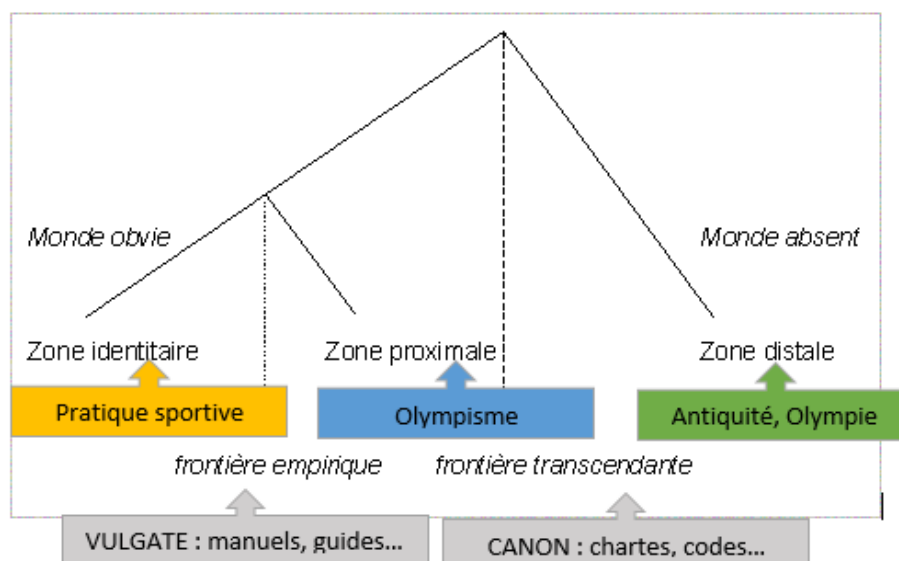 Monde obvie
Monde absent
Zone identitaire
Zone proximale
Zone distale
Pratique sportive
Olympisme
Antiquité, Olympie
frontière empirique
frontière transcendante
VULGATE : manuels, guides...
CANON : chartes, codes...